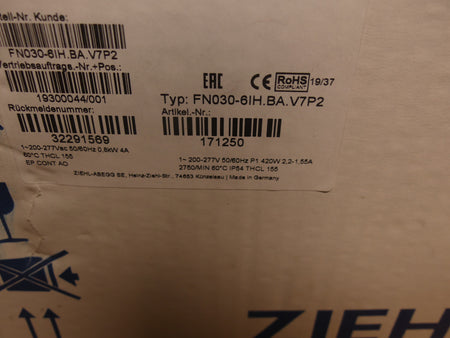 eil-Nr. Kunde:
FN030-6IH.BA.V7P2
Vertriebsauftrags.-Nr.+Pos.:
19300044/001
Rückmeldenummer:
32291569
1~200-277Vac 50/60Hz 0,8kW 4A
60°C THCL 155
EP CONT AO
EAC CE RoHS 19/37
COMPLIANT
Typ: FN030-6IH.BA.V7P2
Artikel.-Nr.:
171250
1~ 200-277V 50/60Hz P1 420W 2,2-1,55A
2750/MIN 60°C IP54 THCL 155
ZIEHL-ABEGG SE, Heinz-Ziehl-Str., 74653 Künzelsau | Made in Germany
ZIEH